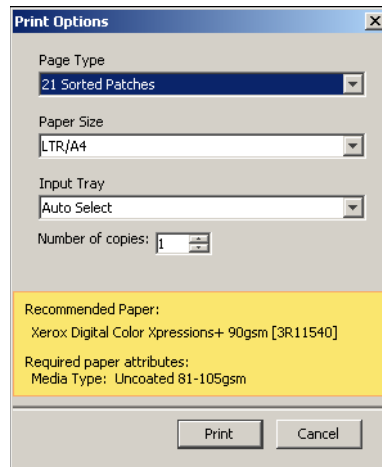 Print Options
Page Type
21 Sorted Patches
Paper Size
LTR/A4
Input Tray
Auto Select
Number of copies: 1
Recommended Paper:
Xerox Digital Color Xpressions+ 90gsm [3R11540]
Required paper attributes:
Media Type: Uncoated 81-105gsm
Print Cancel